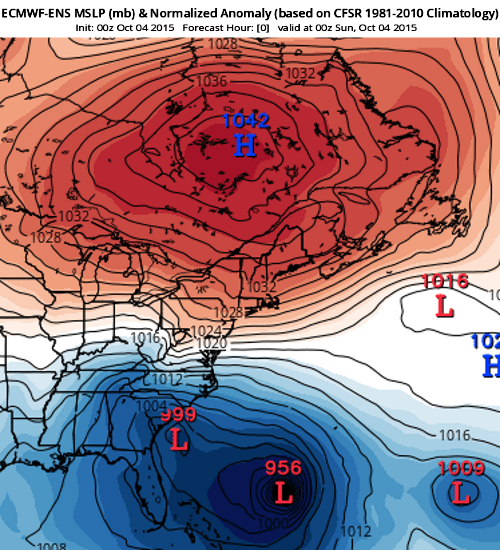 ECMWF-ENS MSLP (mb) & Normalized Anomaly (based on CFSR 1981-2010 Climatology)
Init: 00z Oct 04 2015 Forecast Hour: [0] valid at 00z Sun, Oct 04 2015
1028
1032
1036
1042
H
1032
1028
1032
1016
L
10
1028
1024
1016
1020
102
H
1012
1004
999
L
1016
956
L
1009
L
1000
1012
1008